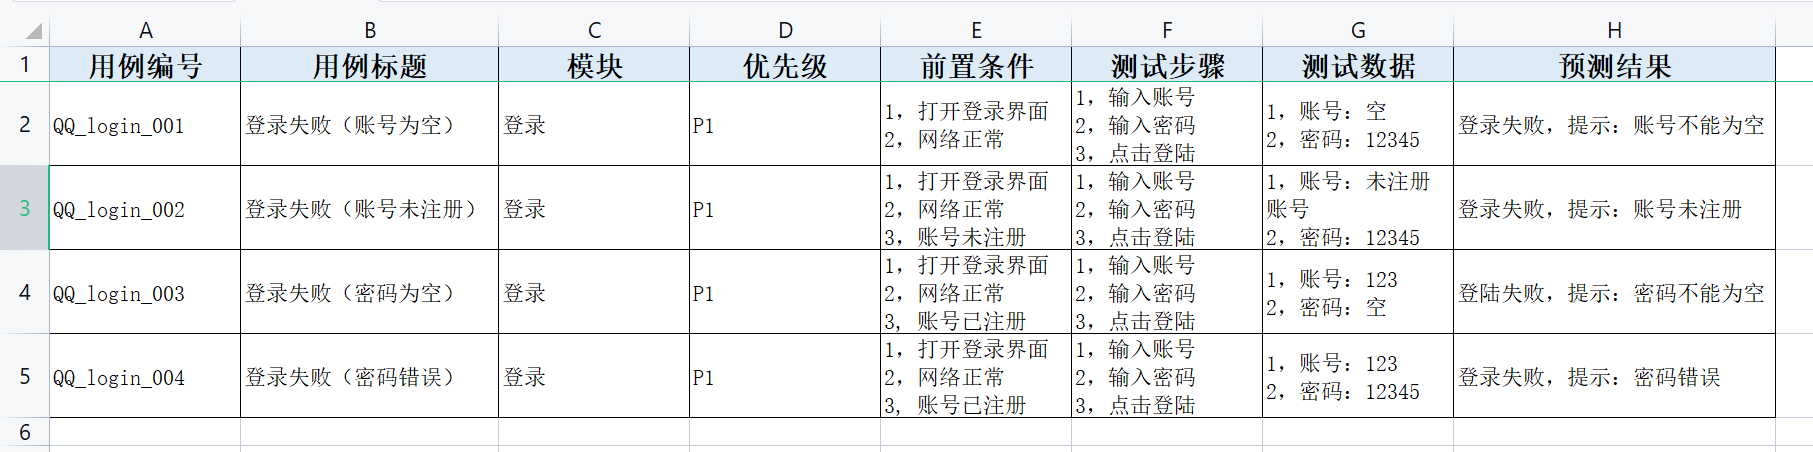 A B C D E F G H
1 用例编号 用例标题 模块 优先级 前置条件 测试步骤 测试数据 预测结果
2 QQ_login_001 登录失败（账号为空） 登录 P1
1，打开登录界面
2，网络正常
1，输入账号
2，输入密码
3，点击登陆
1，账号：空
2，密码：12345
登录失败，提示：账号不能为空
3 QQ_login_002 登录失败（账号未注册） 登录 P1
1，打开登录界面
2，网络正常
3，账号未注册
1，输入账号
2，输入密码
3，点击登陆
1，账号：未注册
账号
2，密码：12345
登录失败，提示：账号未注册
4 QQ_login_003 登录失败（密码为空） 登录 P1
1，打开登录界面
2，网络正常
3，账号已注册
1，输入账号
2，输入密码
3，点击登陆
1，账号：123
2，密码：空
登陆失败，提示：密码不能为空
5 QQ_login_004 登录失败（密码错误） 登录 P1
1，打开登录界面
2，网络正常
3，账号已注册
1，输入账号
2，输入密码
3，点击登陆
1，账号：123
2，密码：12345
登录失败，提示：密码错误
6